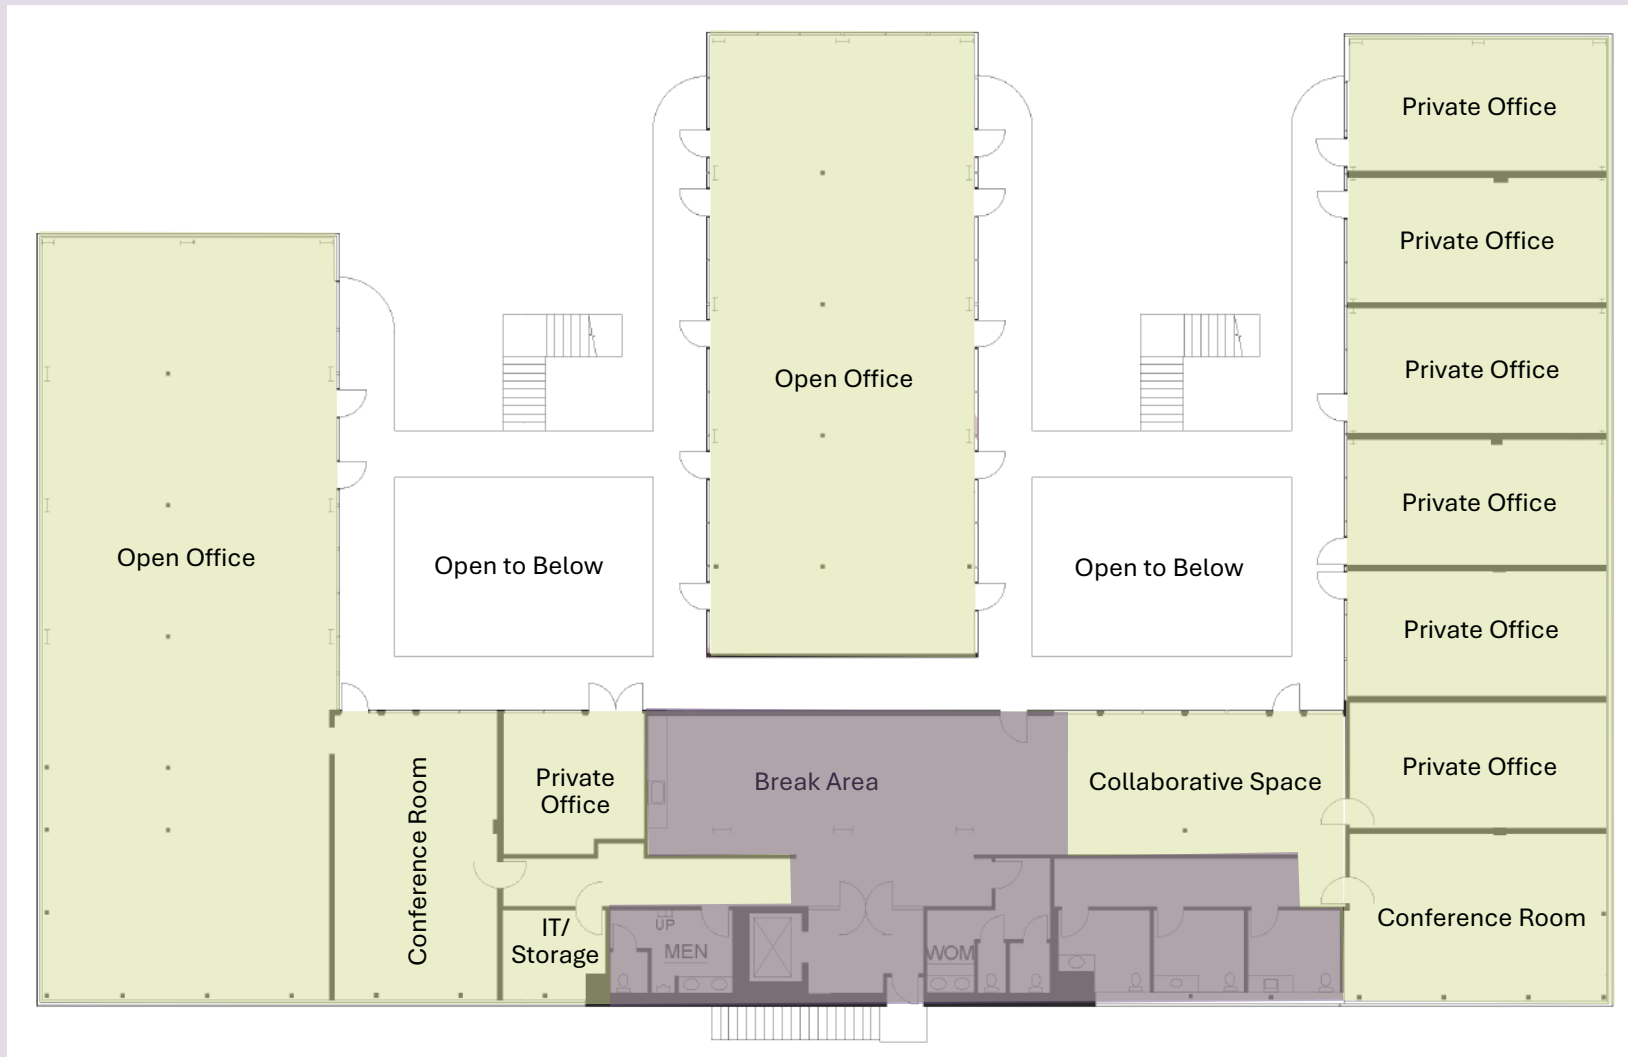 Private Office
Private Office
Private Office
Open Office
Private Office
Open Office
Open to Below
Open to Below
Private Office
Private Office
Private
Office
Break Area
Collaborative Space
Conference Room
Conference Room
IT/
Storage
UP
MEN
WOM